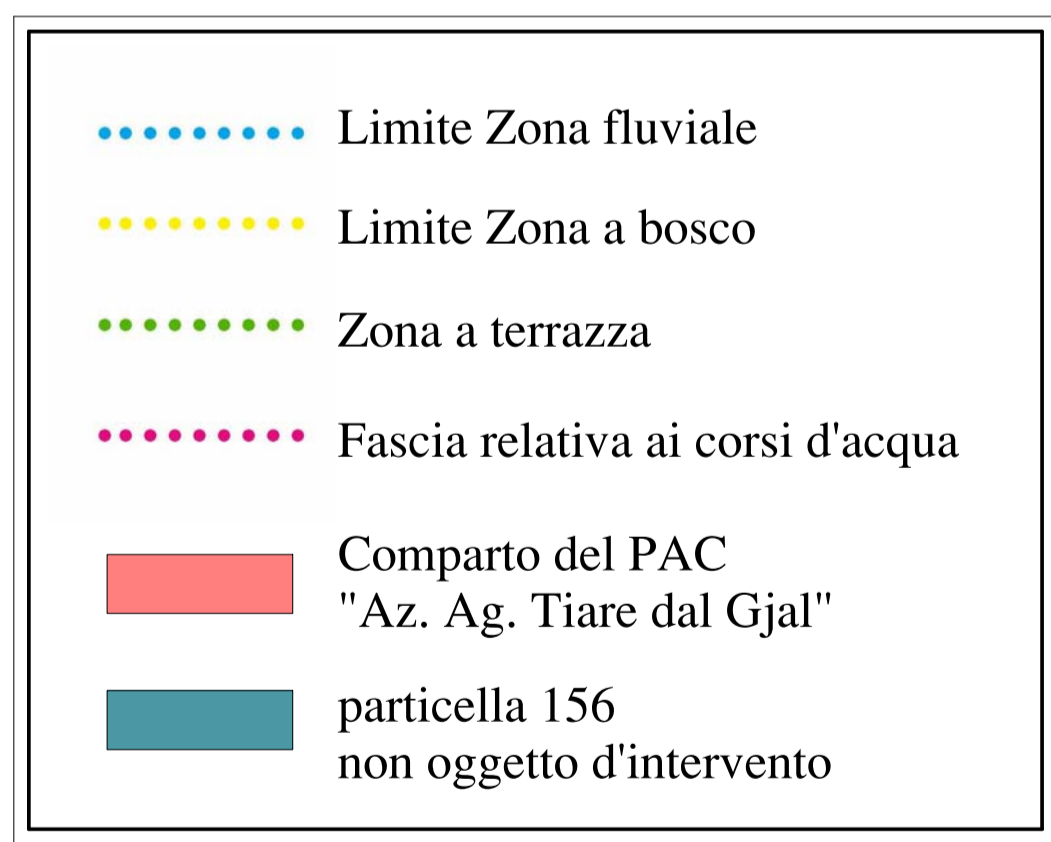 Limite Zona fluviale
Limite Zona a bosco
Zona a terrazza
Fascia relativa ai corsi d'acqua
Comparto del PAC
"Az. Ag. Tiare dal Gjal"
particella 156
non oggetto d'intervento